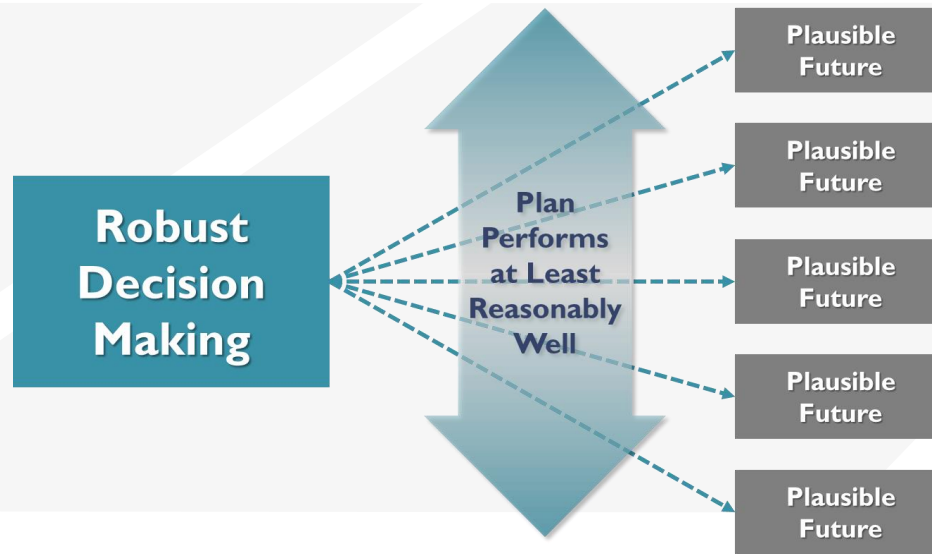 Robust
Decision
Making
Plan
Performs
at Least
Reasonably
Well
Plausible
Future
Plausible
Future
Plausible
Future
Plausible
Future
Plausible
Future